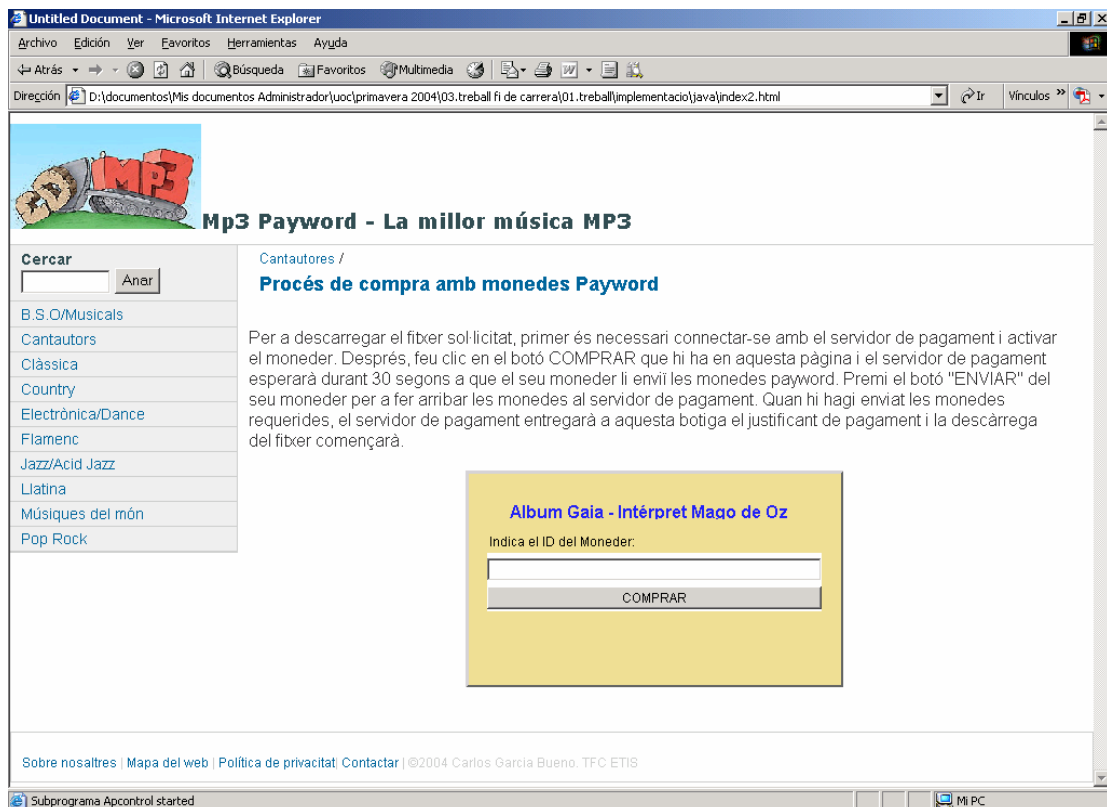 Untitled Document - Microsoft Internet Explorer
Archivo Edición Ver Favoritos Herramientas Ayuda
Atrás Búsqueda Favoritos Multimedia
Dirección D:\documentos\Mis documentos Administrador\uoc\primavera 2004\03.treball fi de carrera\01.treball\implementacio\java\index2.html Ir Vínculos »
CD MP3
Mp3 Payword - La millor música MP3
Cercar
Anar
B.S.O/Musicals
Cantautors
Clàssica
Country
Electrònica/Dance
Flamenc
Jazz/Acid Jazz
Llatina
Músiques del món
Pop Rock
Cantautores /
Procés de compra amb monedes Payword
Per a descarregar el fitxer sol·licitat, primer és necessari connectar-se amb el servidor de pagament i activar
el moneder. Després, feu clic en el botó COMPRAR que hi ha en aquesta pàgina i el servidor de pagament
esperarà durant 30 segons a que el seu moneder li enviï les monedes payword. Premi el botó "ENVIAR" del
seu moneder per a fer arribar les monedes al servidor de pagament. Quan hi hagi enviat les monedes
requerides, el servidor de pagament entregarà a aquesta botiga el justificant de pagament i la descàrrega
del fitxer començarà.
Album Gaia - Intérpret Mago de Oz
Indica el ID del Moneder:
COMPRAR
Sobre nosaltres | Mapa del web | Política de privacitat| Contactar | ©2004 Carlos Garcia Bueno. TFC ETIS
Subprograma Apcontrol started
Mi PC